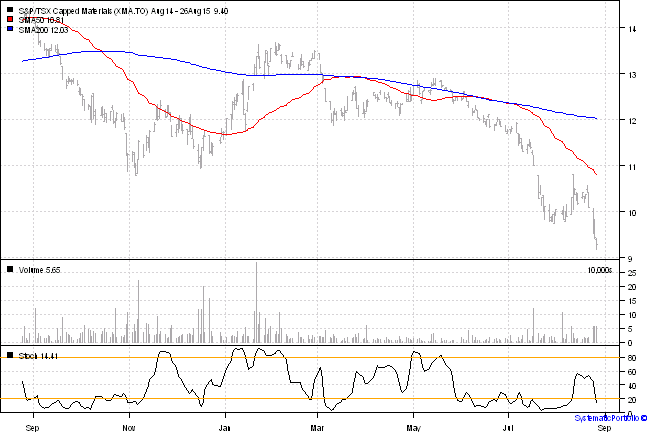 S&P/TSX Capped Materials (XMA.TO) Aug14 - 26Aug15 9.40
SMA50 10.81
SMA200 12.03
14
13
12
11
10
9
Volume 5.65
10,000s
25
20
15
10
5
0
Stoch 14.41
80
60
40
20
0
Sep Nov Jan Mar May Jul Sep
SystematicPortfolio ©